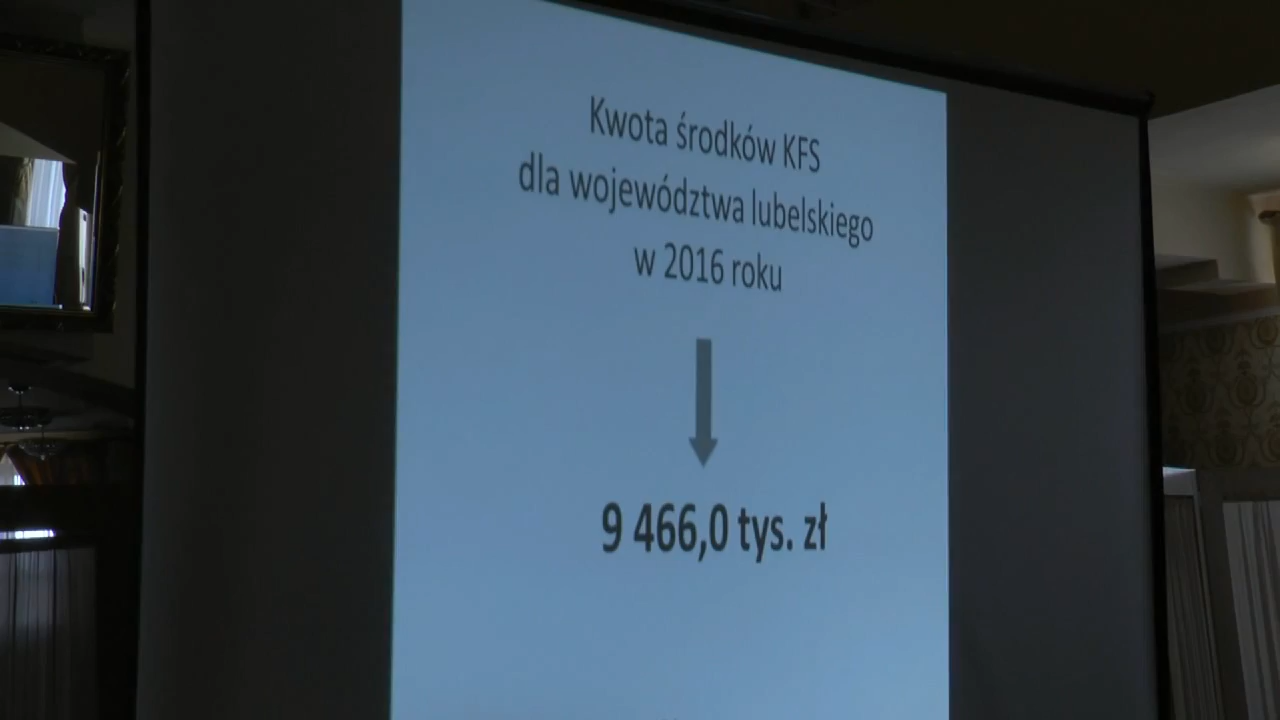 Kwota środków KFS
dla województwa lubelskiego
w 2016 roku
9 466,0 tys. zł